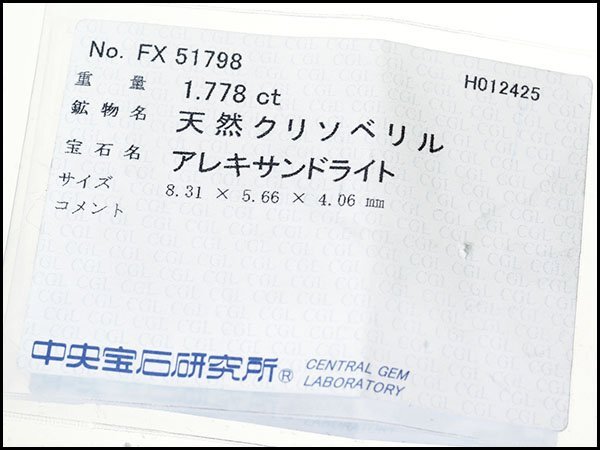 No. FX 51798
H012425
重量 1.778 ct
鉱物名 天然クリソベリル
宝石名 アレキサンドライト
サイズ 8.31 × 5.66 × 4.06 mm
コメント
中央宝石研究所® CENTRAL GEM
LABORATORY